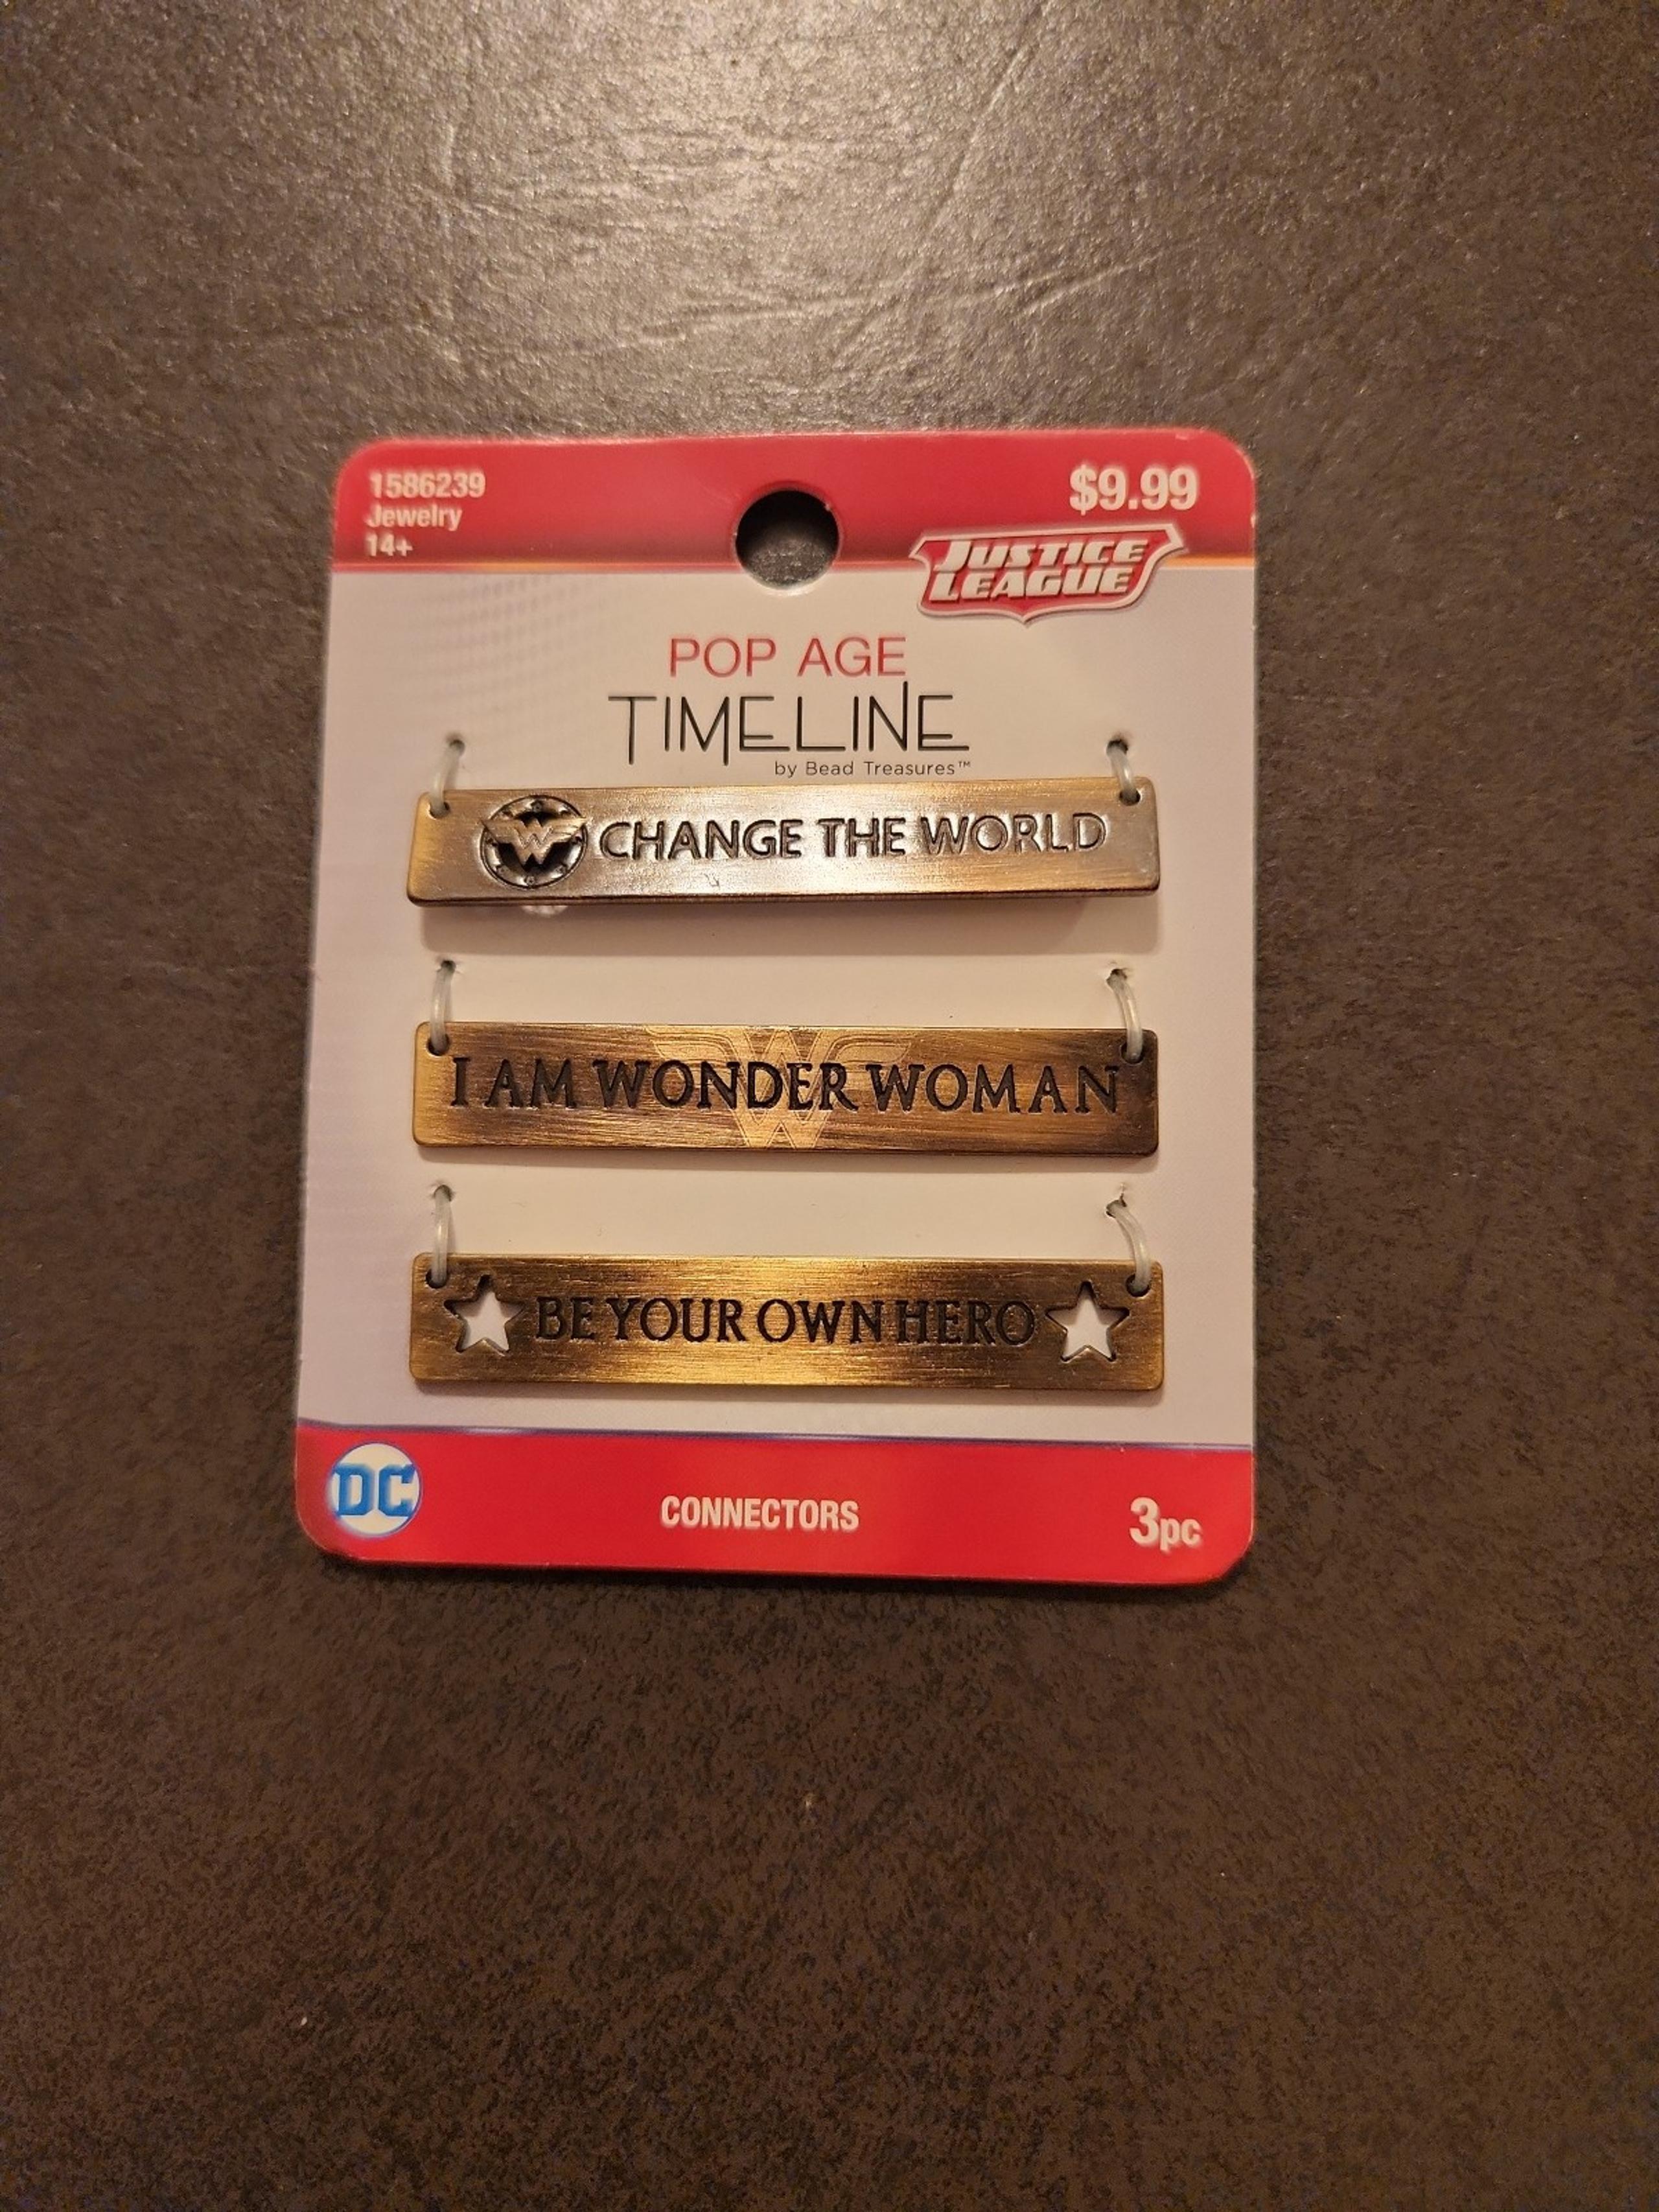 1586239
Jewelry
14+
$9.99
JUSTICE
LEAGUE
POP AGE
TIMELINE
by Bead Treasures™
W CHANGE THE WORLD
I AM WONDER WOMAN
BE YOUR OWN HERO
DC
CONNECTORS
3pc